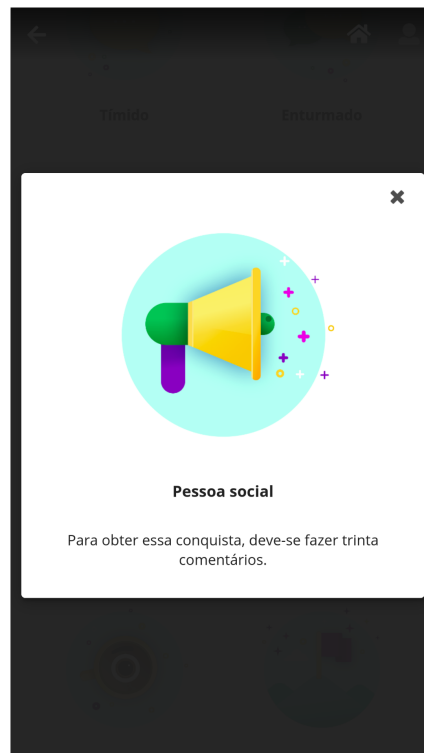 Tímido
Enturmado
Pessoa social
Para obter essa conquista, deve-se fazer trinta
comentários.